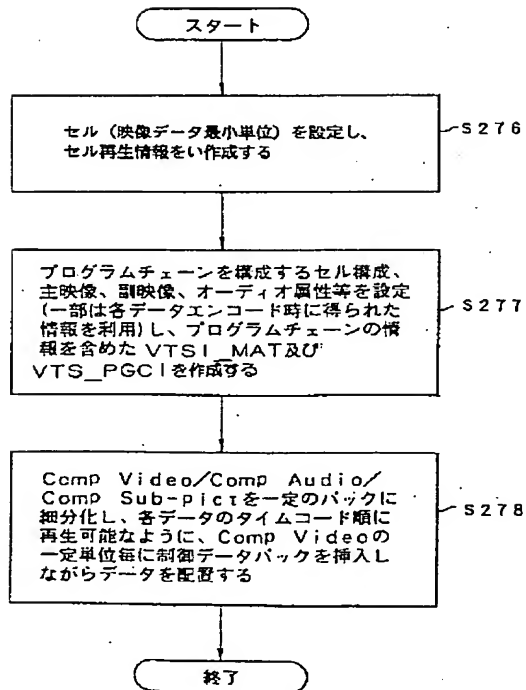 スタート
セル（映像データ最小単位）を設定し、
セル再生情報をい作成する
S276
プログラムチェーンを構成するセル構成、
主映像、副映像、オーディオ属性等を設定
(一部は各データエンコード時に得られた
情報を利用)し、プログラムチェーンの情
報を含めた VTSI_MAT及び
VTS_PGCIを作成する
S277
Comp Video/Comp Audio/
Comp Sub-pictを一定のパックに
細分化し、各データのタイムコード順に
再生可能なように、Comp Videoの
一定単位毎に制御データパックを挿入し
ながらデータを配置する
S278
終了